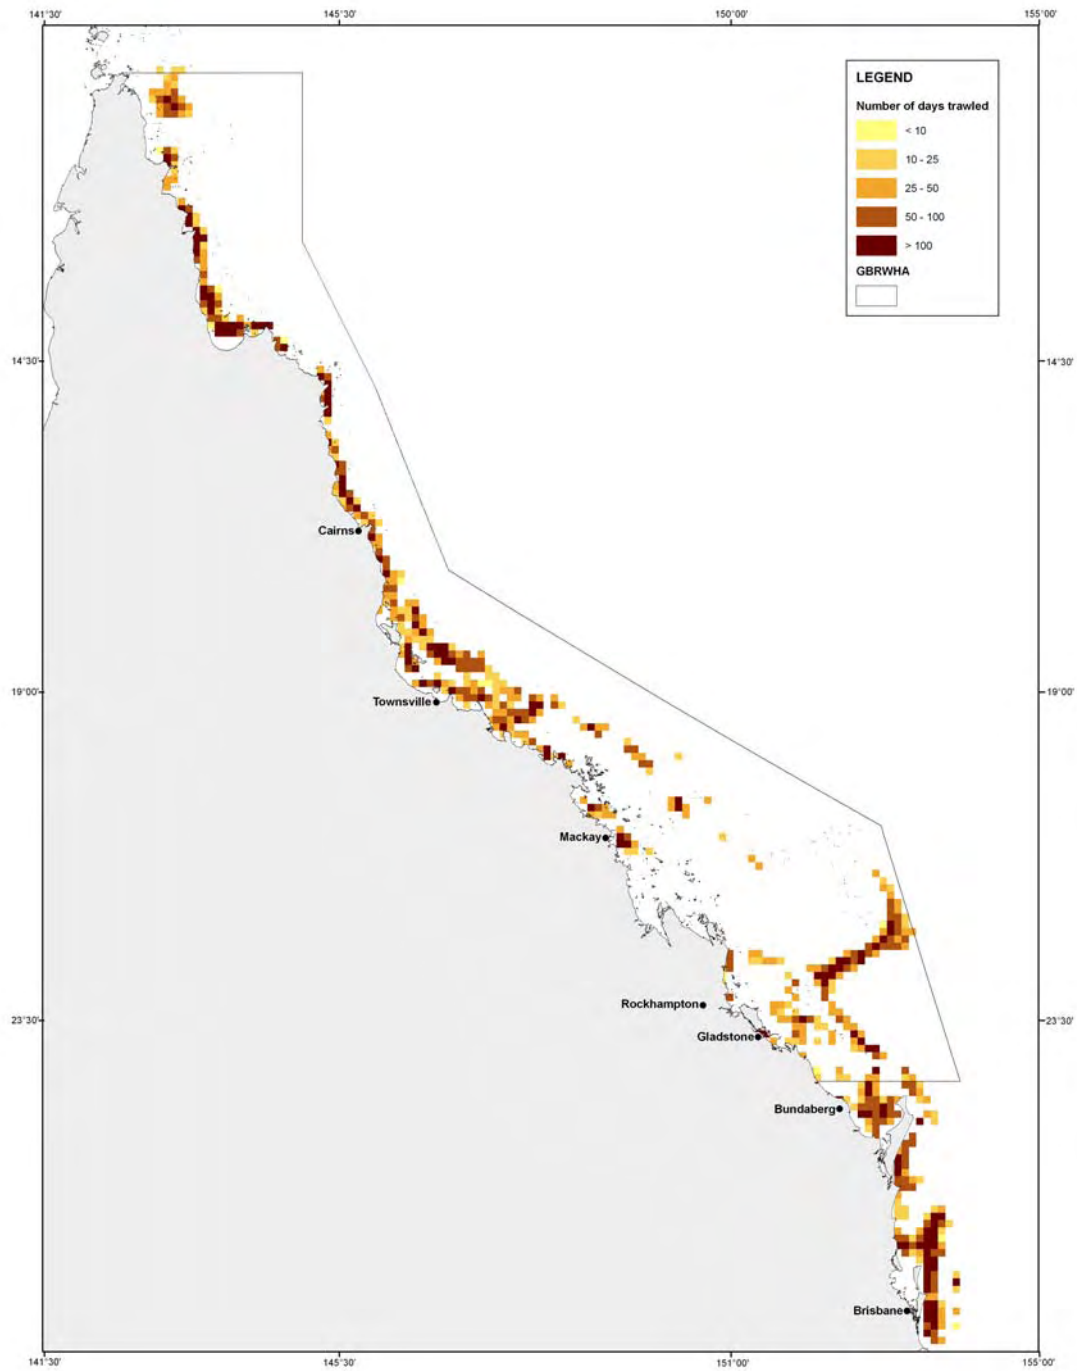 141°30' 145°30' 150°00' 155°00'
LEGEND
Number of days trawled
< 10
10 - 25
25 - 50
50 - 100
> 100
GBRWHA
14°30' 14°30'
Cairns
19°00' 19°00'
Townsville
Mackay
Rockhampton
23°30' 23°30'
Gladstone
Bundaberg
Brisbane
141°30' 145°30' 151°00' 155°00'